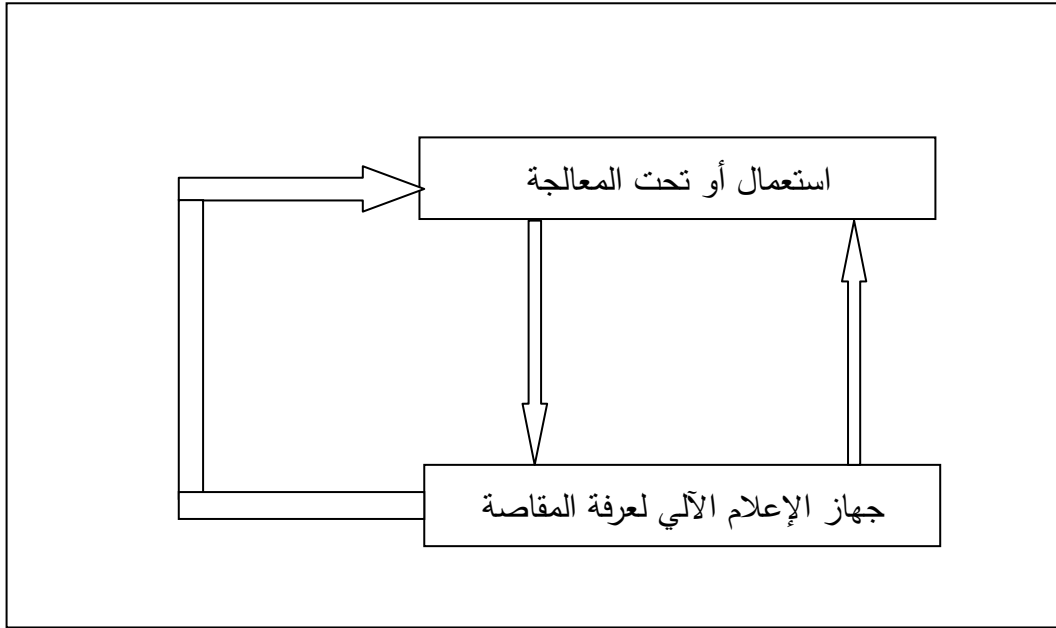 استعمال أو تحت المعالجة
جهاز الإعلام الآلي لعرفة المقاصة